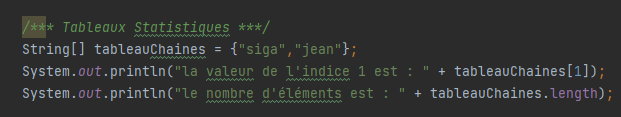 /*** Tableaux Statistiques ***/
String[] tableauChaines = {"siga","jean"};
System.out.println("la valeur de l'indice 1 est : " + tableauChaines[1]);
System.out.println("le nombre d'éléments est : " + tableauChaines.length);